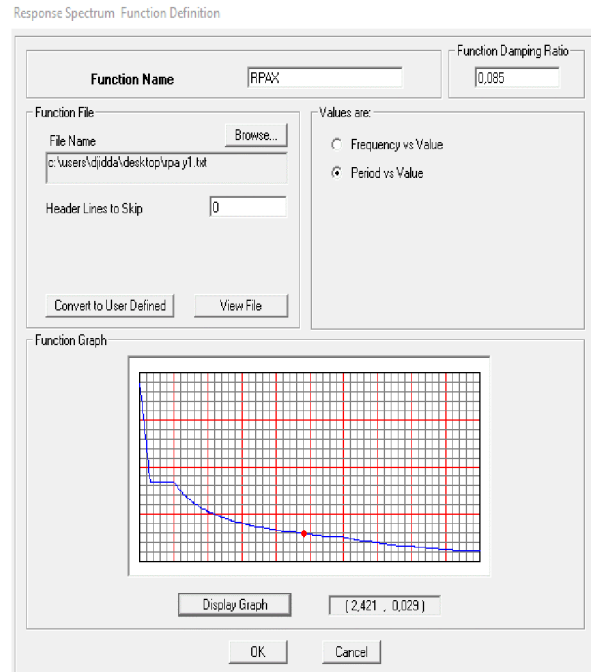 Response Spectrum Function Definition
Function Damping Ratio
Function Name
RPAX
0,085
Function File
Values are:
File Name
Browse...
c:\users\djidda\desktop\rpa y1.txt
Header Lines to Skip
0
Frequency vs Value
Period vs Value
Convert to User Defined
View File
Function Graph
Display Graph
( 2,421 , 0,029 )
OK
Cancel